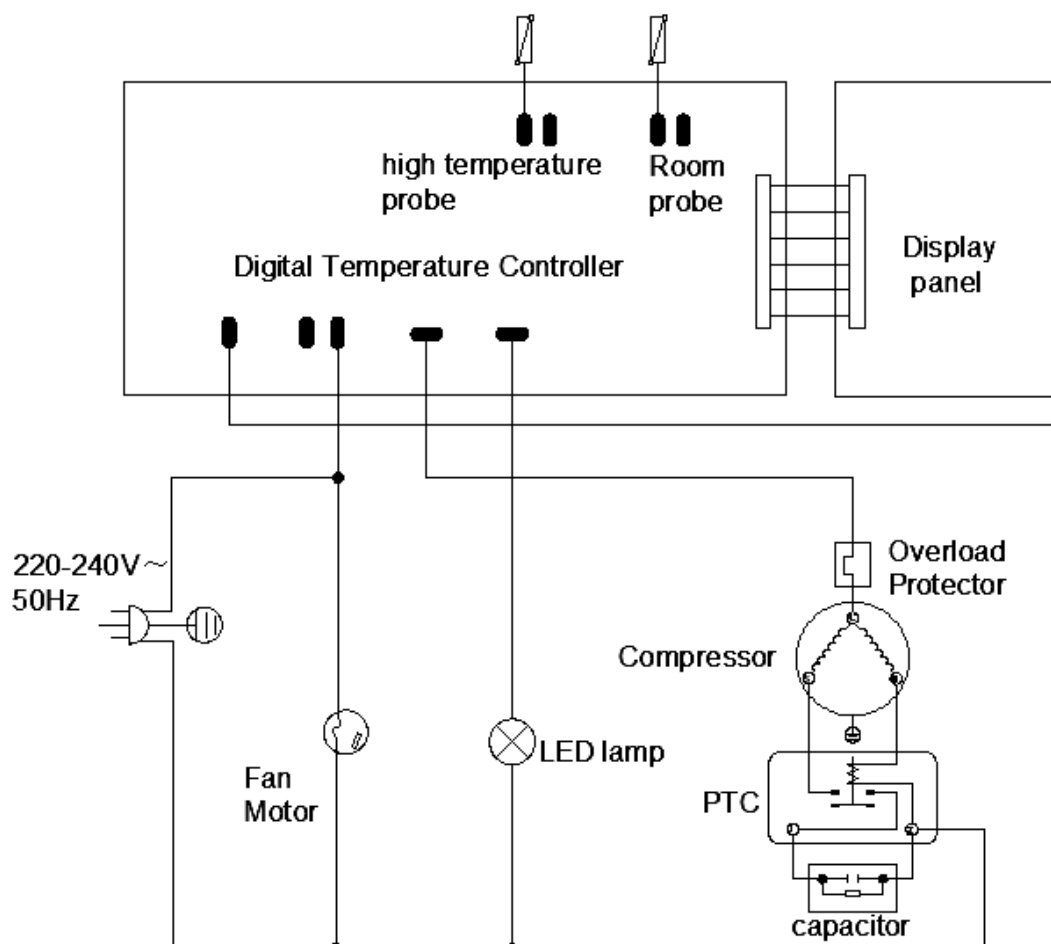 high temperature
probe
Room
probe
Digital Temperature Controller
Display
panel
220-240V～
50Hz
Overload
Protector
Compressor
Fan
Motor
LED lamp
PTC
capacitor